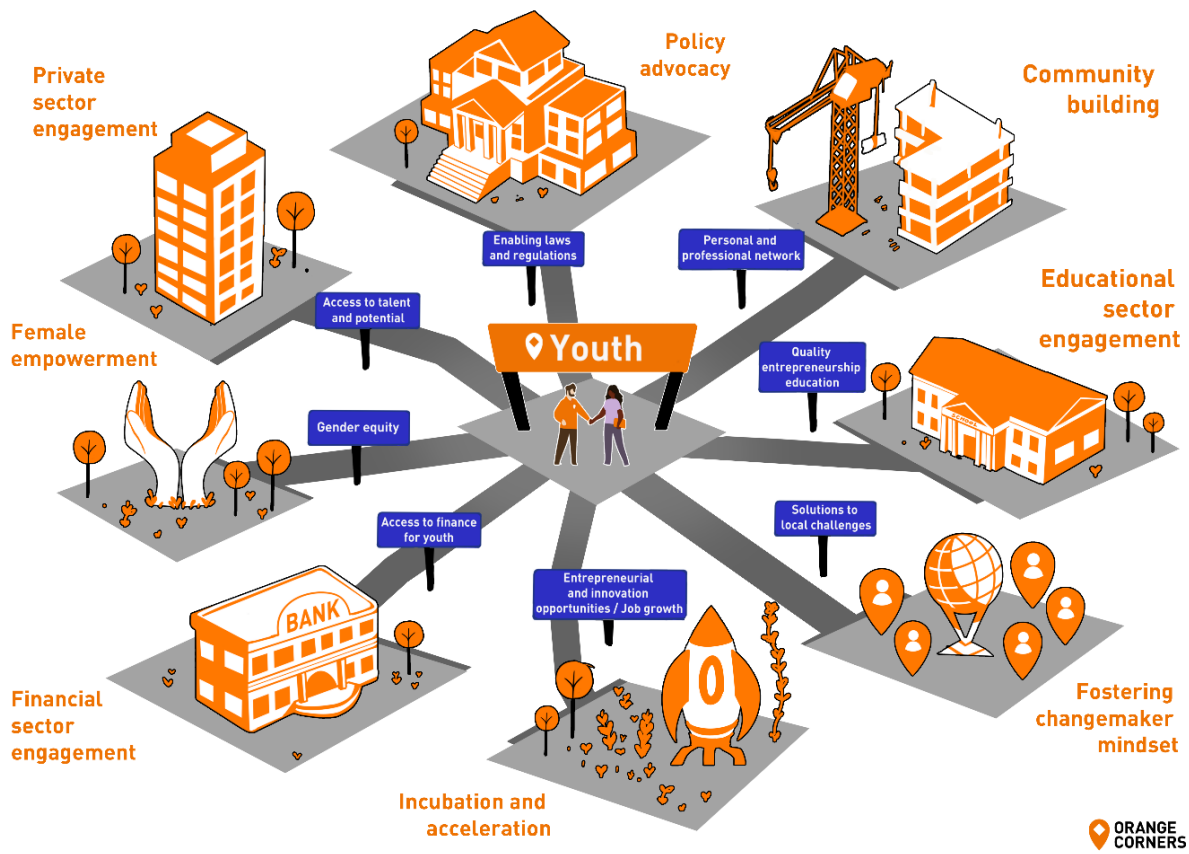 Policy
advocacy
Private
sector
engagement
Community
building
Enabling laws
and regulations
Personal and
professional network
Educational
sector
engagement
Access to talent
and potential
Female
empowerment
Youth
Quality
entrepreneurship
education
SCHOOL
Gender equity
Access to finance
for youth
Solutions to
local challenges
Entrepreneurial
and innovation
opportunities / Job growth
BANK
Financial
sector
engagement
Fostering
changemaker
mindset
Incubation and
acceleration
ORANGE
CORNERS